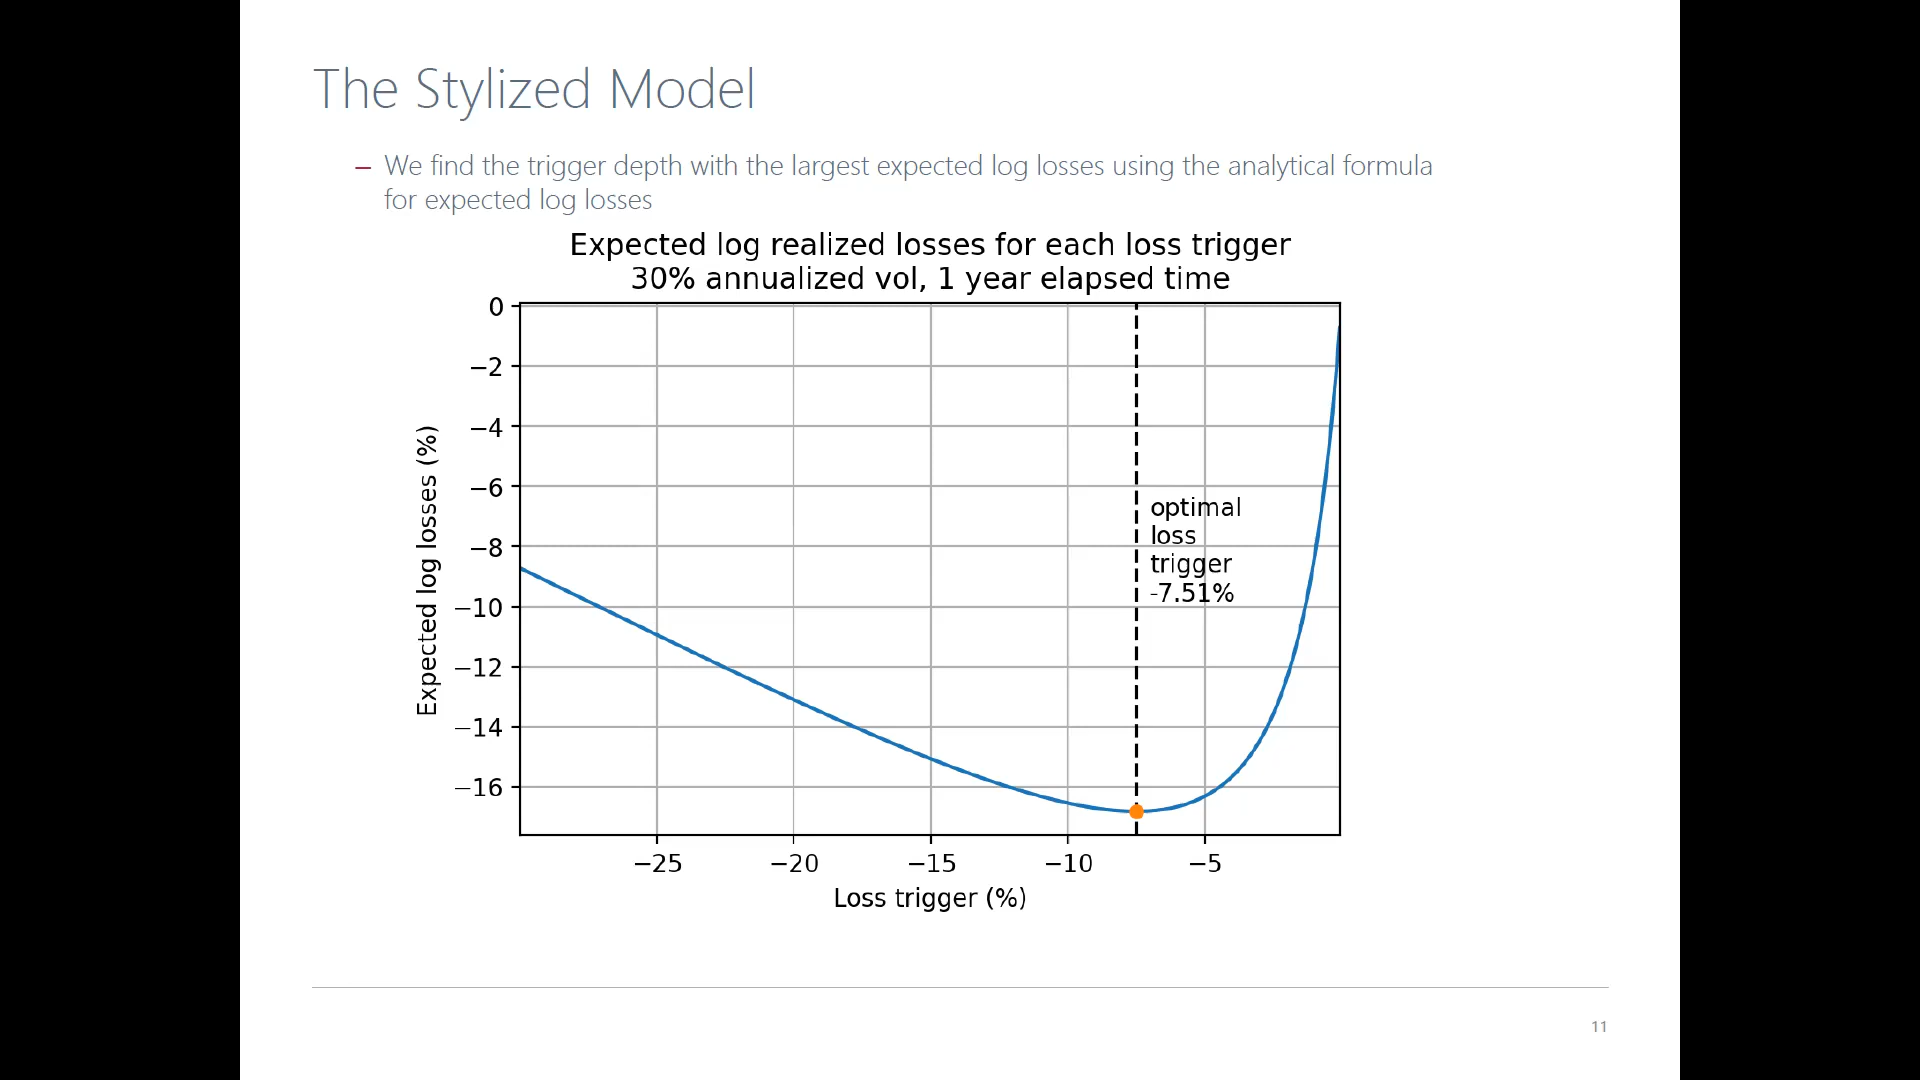 The Stylized Model
– We find the trigger depth with the largest expected log losses using the analytical formula
for expected log losses
Expected log realized losses for each loss trigger
30% annualized vol, 1 year elapsed time
0
−2
−4
−6
−8
−10
−12
−14
−16
Expected log losses (%)
optimal
loss
trigger
-7.51%
−25
−20
−15
−10
−5
Loss trigger (%)
11